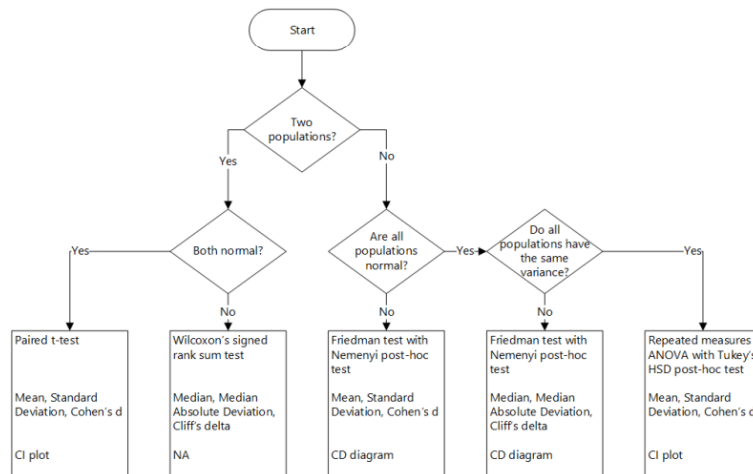 Start
Two
populations?
Yes
No
Both normal?
Yes
No
Are all
populations
normal?
Yes
No
Do all
populations have
the same
variance?
Yes
No
Paired t-test
Mean, Standard
Deviation, Cohen's d
CI plot
Wilcoxon's signed
rank sum test
Median, Median
Absolute Deviation,
Cliff's delta
NA
Friedman test with
Nemenyi post-hoc
test
Mean, Standard
Deviation, Cohen's d
CD diagram
Friedman test with
Nemenyi post-hoc
test
Median, Median
Absolute Deviation,
Cliff's delta
CD diagram
Repeated measures
ANOVA with Tukey's
HSD post-hoc test
Mean, Standard
Deviation, Cohen's d
CI plot